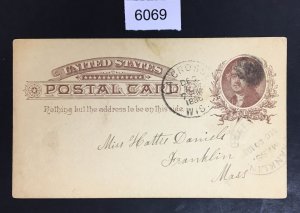 6069
UNITED STATES
POSTAL CARD
Nothing but the address to be on this side.
WIS.
Miss Hattie Daniels
Franklin
Mass